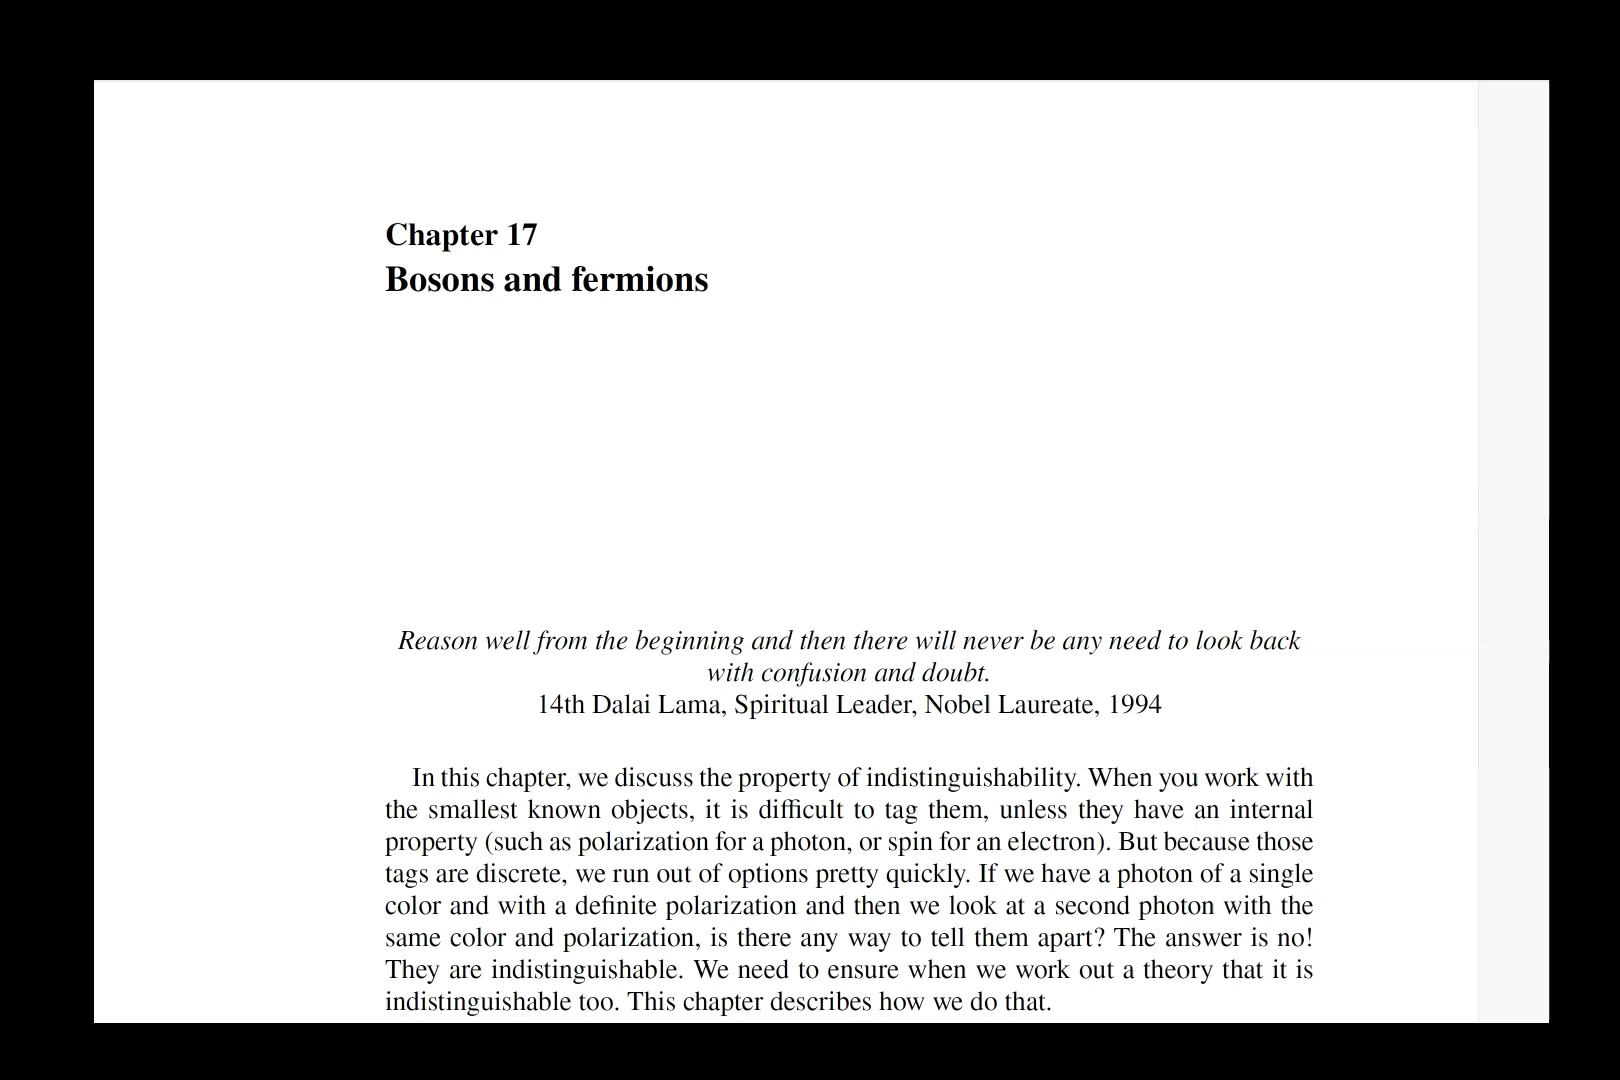 Chapter 17
Bosons and fermions
Reason well from the beginning and then there will never be any need to look back
with confusion and doubt.
14th Dalai Lama, Spiritual Leader, Nobel Laureate, 1994
In this chapter, we discuss the property of indistinguishability. When you work with
the smallest known objects, it is difficult to tag them, unless they have an internal
property (such as polarization for a photon, or spin for an electron). But because those
tags are discrete, we run out of options pretty quickly. If we have a photon of a single
color and with a definite polarization and then we look at a second photon with the
same color and polarization, is there any way to tell them apart? The answer is no!
They are indistinguishable. We need to ensure when we work out a theory that it is
indistinguishable too. This chapter describes how we do that.